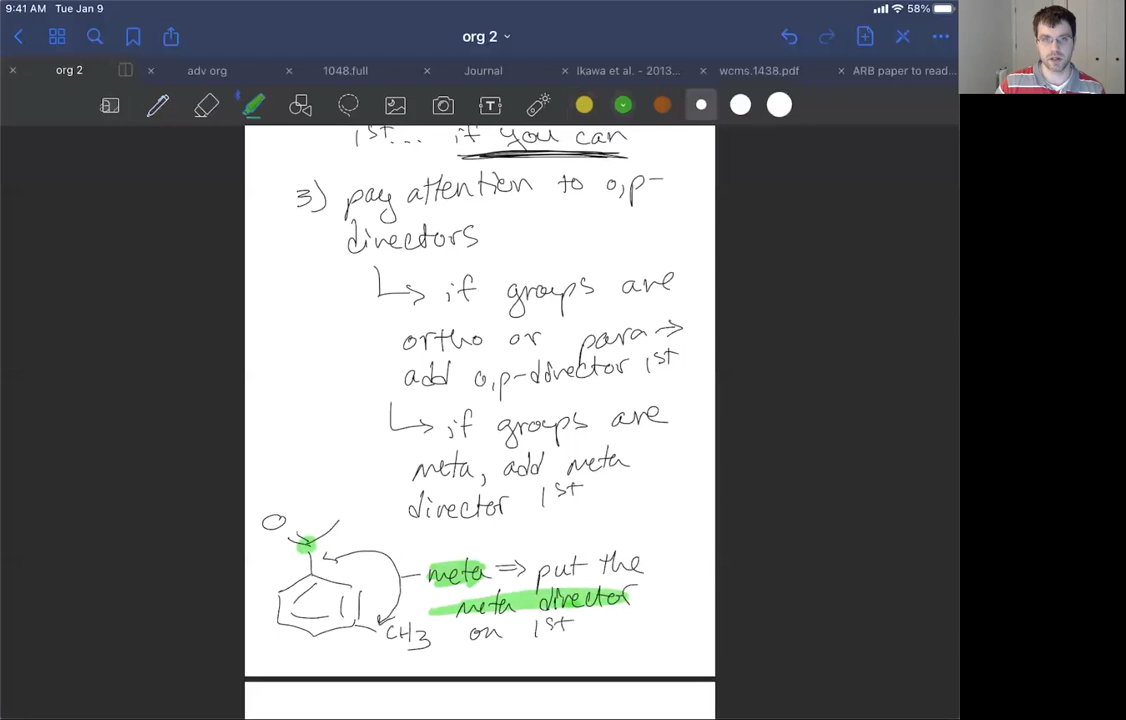 9:41 AM Tue Jan 9
58%
org 2
org 2
adv org
1048.full
Journal
Ikawa et al. - 2013...
wcms.1438.pdf
ARB paper to read...
1st... if you can
3) pay attention to o,p-
directors
↳ if groups are
ortho or para →
add o,p-director 1st
↳ if groups are
meta, add meta
director 1st
O
meta ⇒ put the
meta director
CH3 on 1st